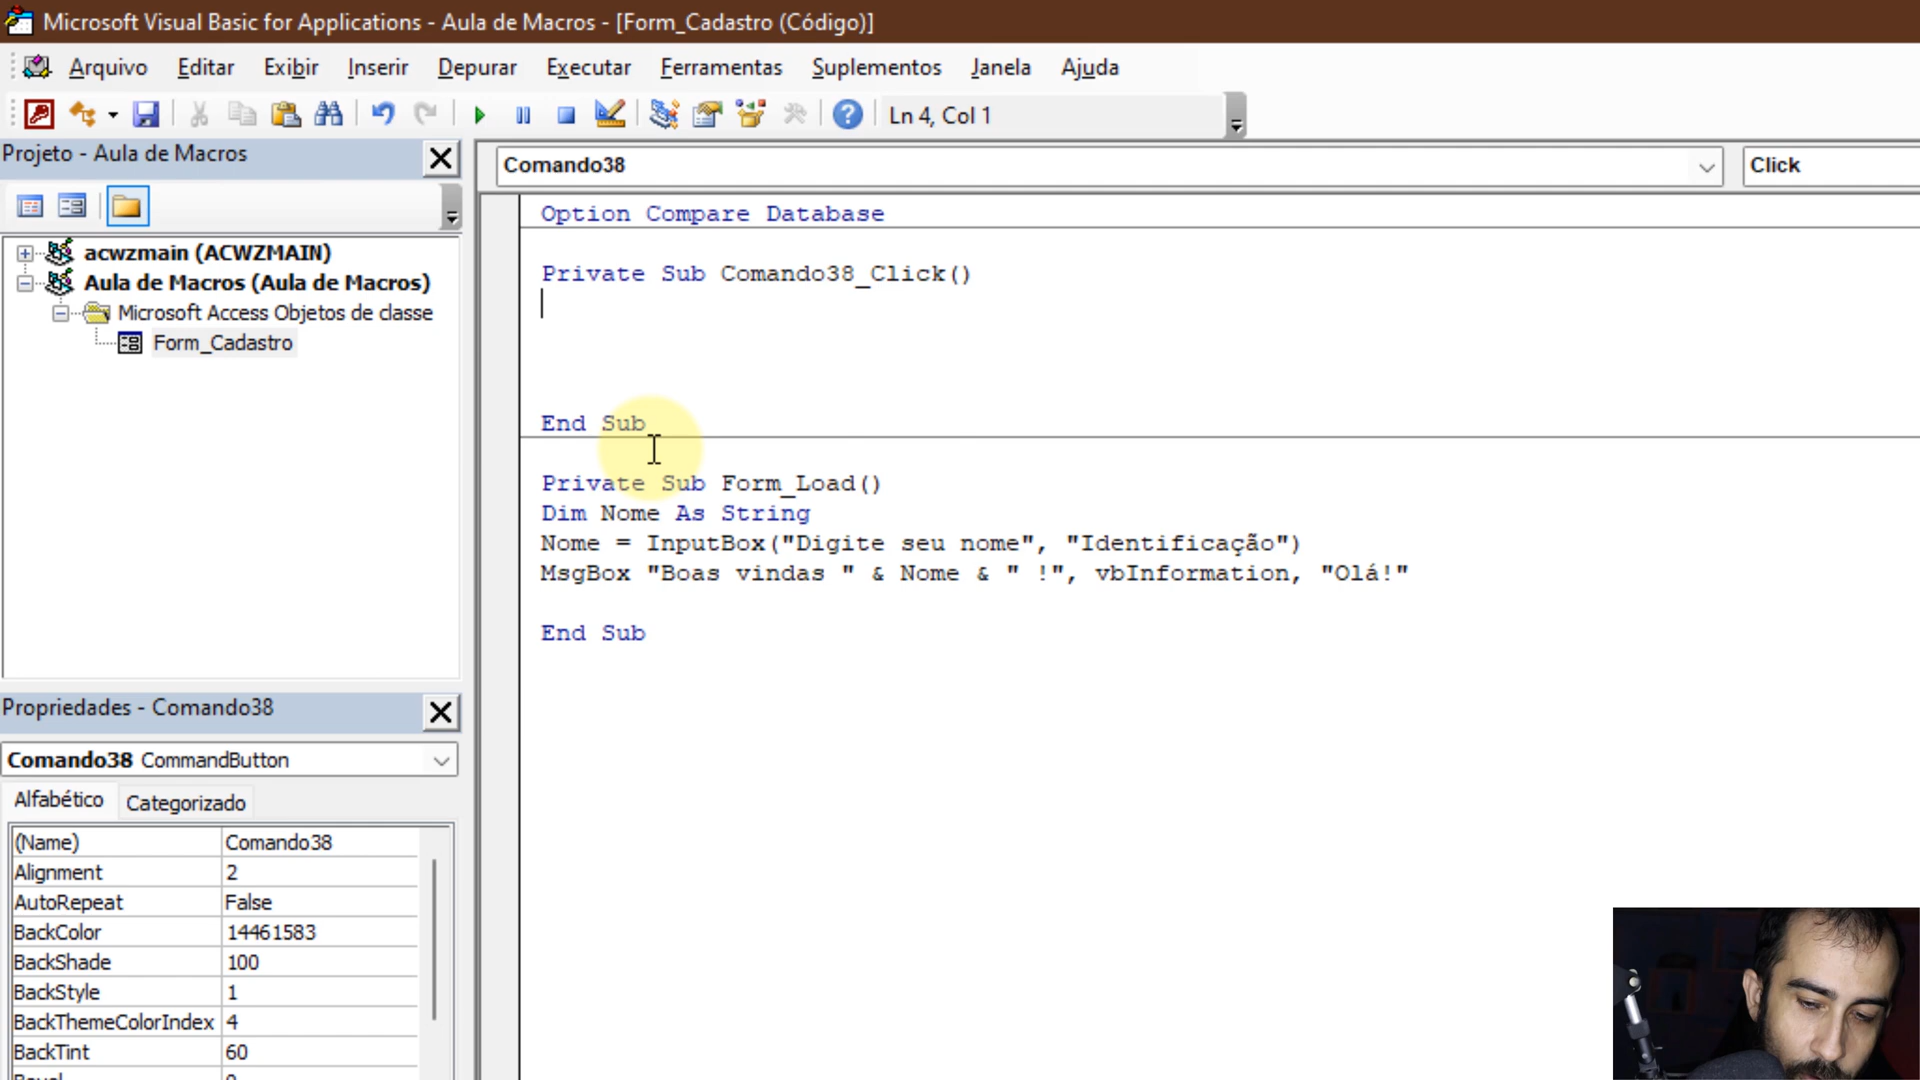 Microsoft Visual Basic for Applications - Aula de Macros - [Form_Cadastro (Código)]
Arquivo Editar Exibir Inserir Depurar Executar Ferramentas Suplementos Janela Ajuda
Ln 4, Col 1
Projeto - Aula de Macros
Comando38
Click
acwzmain (ACWZMAIN)
Aula de Macros (Aula de Macros)
Microsoft Access Objetos de classe
Form_Cadastro
Option Compare Database
Private Sub Comando38_Click()
End Sub
Private Sub Form_Load()
Dim Nome As String
Nome = InputBox("Digite seu nome", "Identificação")
MsgBox "Boas vindas " & Nome & " !", vbInformation, "Olá!"
End Sub
Propriedades - Comando38
Comando38 CommandButton
Alfabético Categorizado
(Name) Comando38
Alignment 2
AutoRepeat False
BackColor 14461583
BackShade 100
BackStyle 1
BackThemeColorIndex 4
BackTint 60